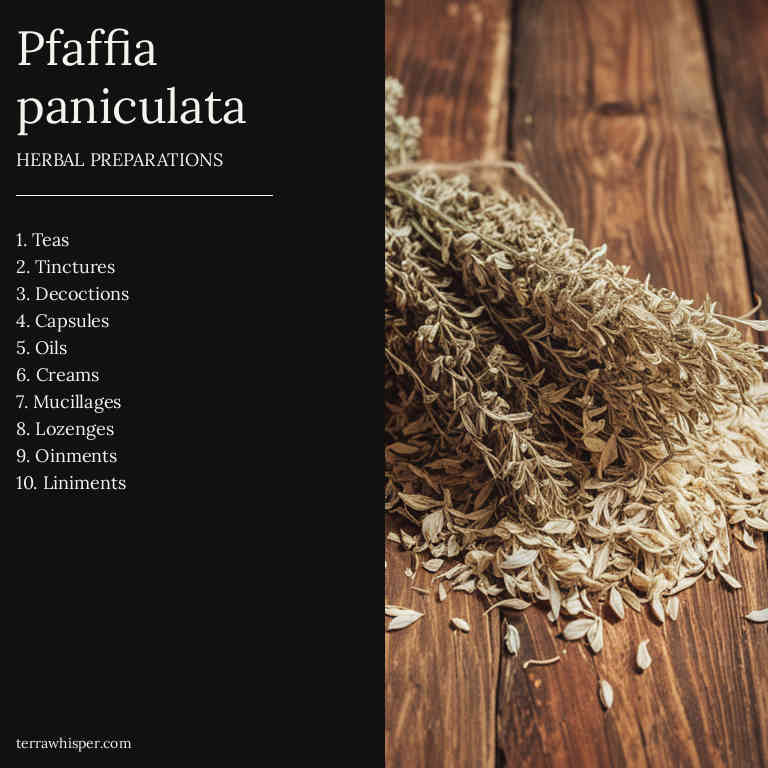 Pfaffia
paniculata
HERBAL PREPARATIONS
1. Teas
2. Tinctures
3. Decoctions
4. Capsules
5. Oils
6. Creams
7. Mucillages
8. Lozenges
9. Oinments
10. Liniments
terrawhisper.com